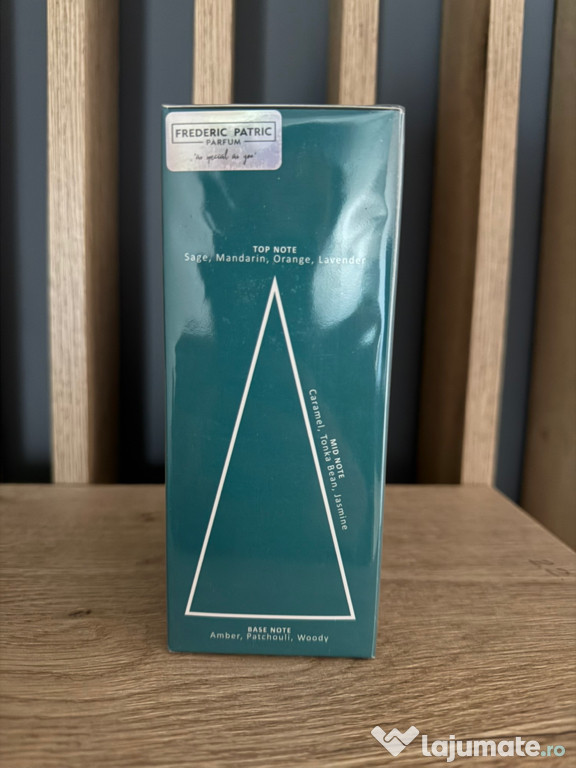 FREDERIC PATRIC
PARFUM
"as special as you"
TOP NOTE
Sage, Mandarin, Orange, Lavender
MID NOTE
Caramel, Tonka Bean, Jasmine
BASE NOTE
Amber, Patchouli, Woody
lajumate.ro